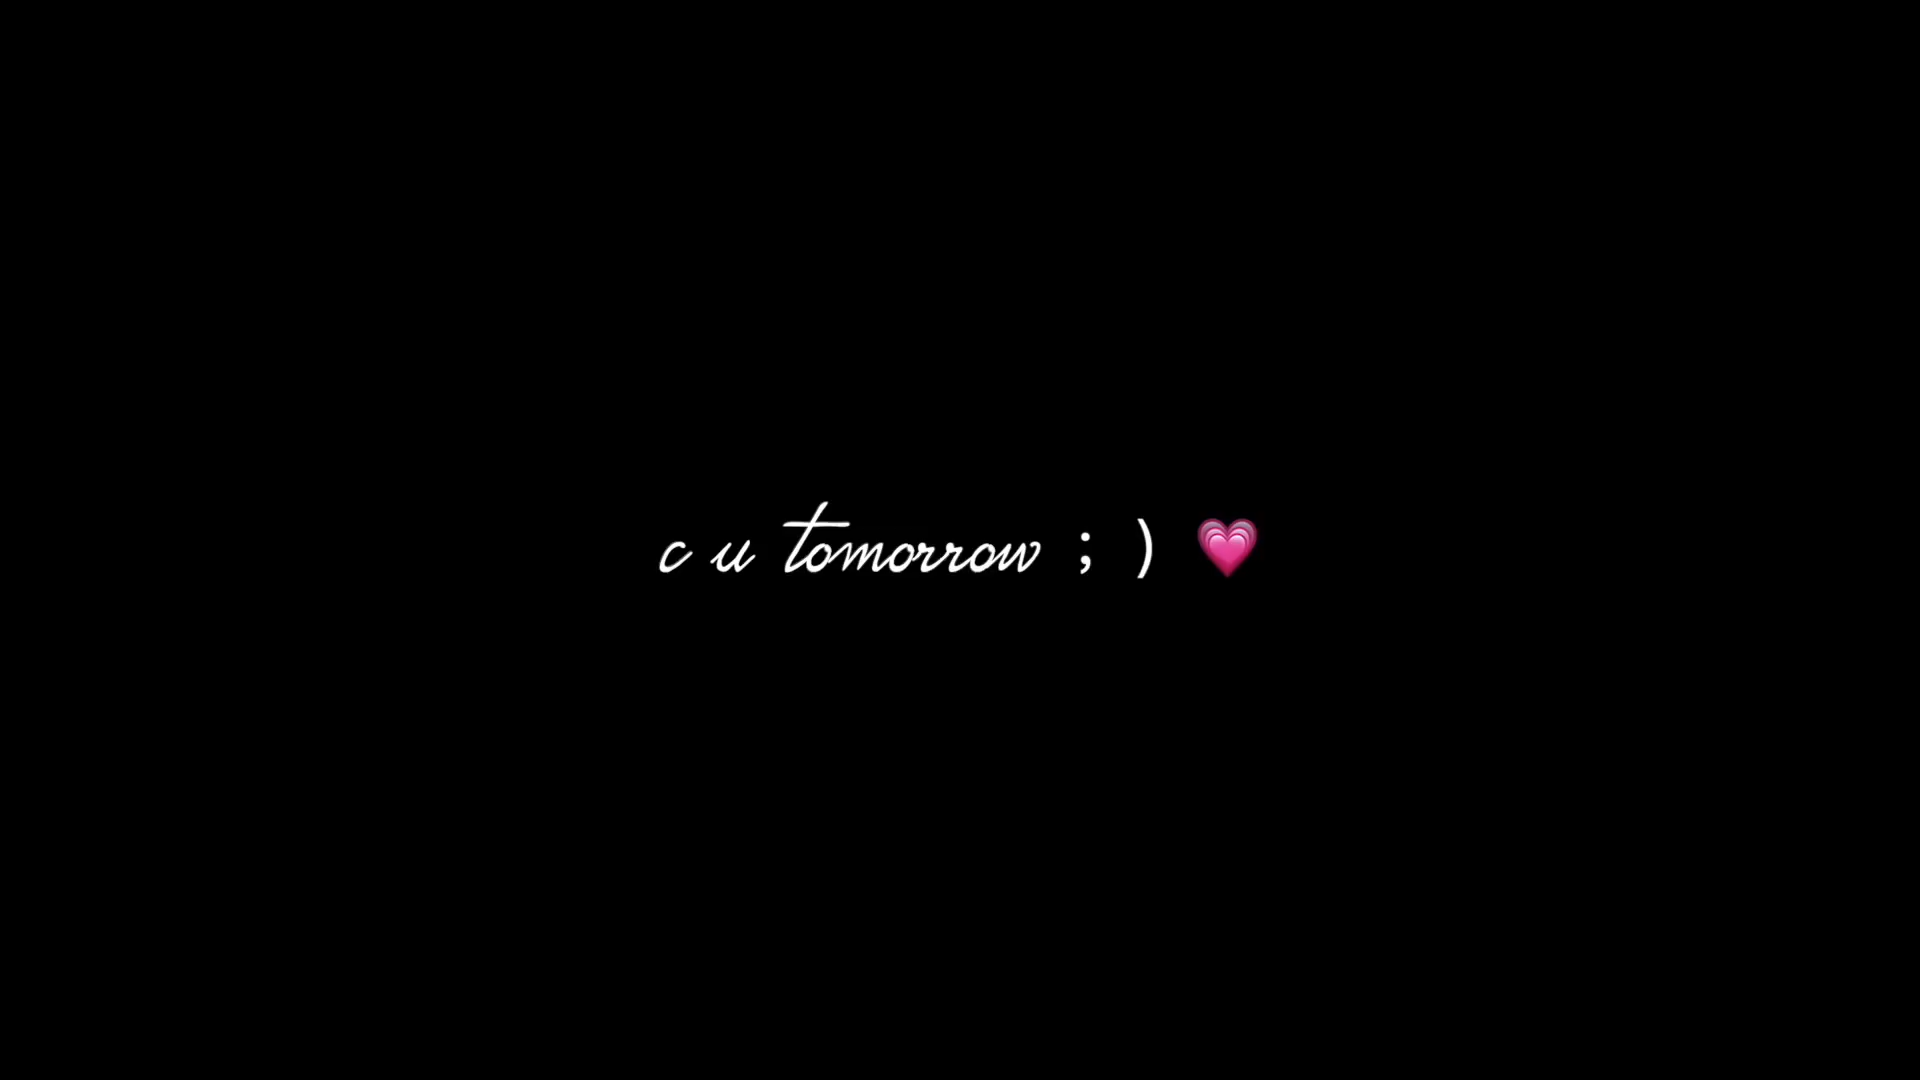 c u tomorrow ; ) 💗